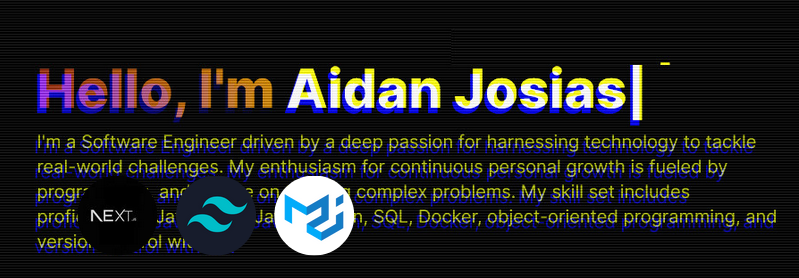 Hello, I'm Aidan Josias|
I'm a Software Engineer driven by a deep passion for harnessing technology to tackle
real-world challenges. My enthusiasm for continuous personal growth is fueled by
and complex problems. My skill set includes
NEXT.JS SQL, Docker, object-oriented programming, and